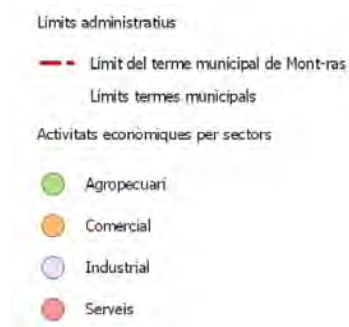 Límits administratius
Límit del terme municipal de Mont-ras
Límits termes municipals
Activitats econòmiques per sectors
Agropecuari
Comercial
Industrial
Serveis